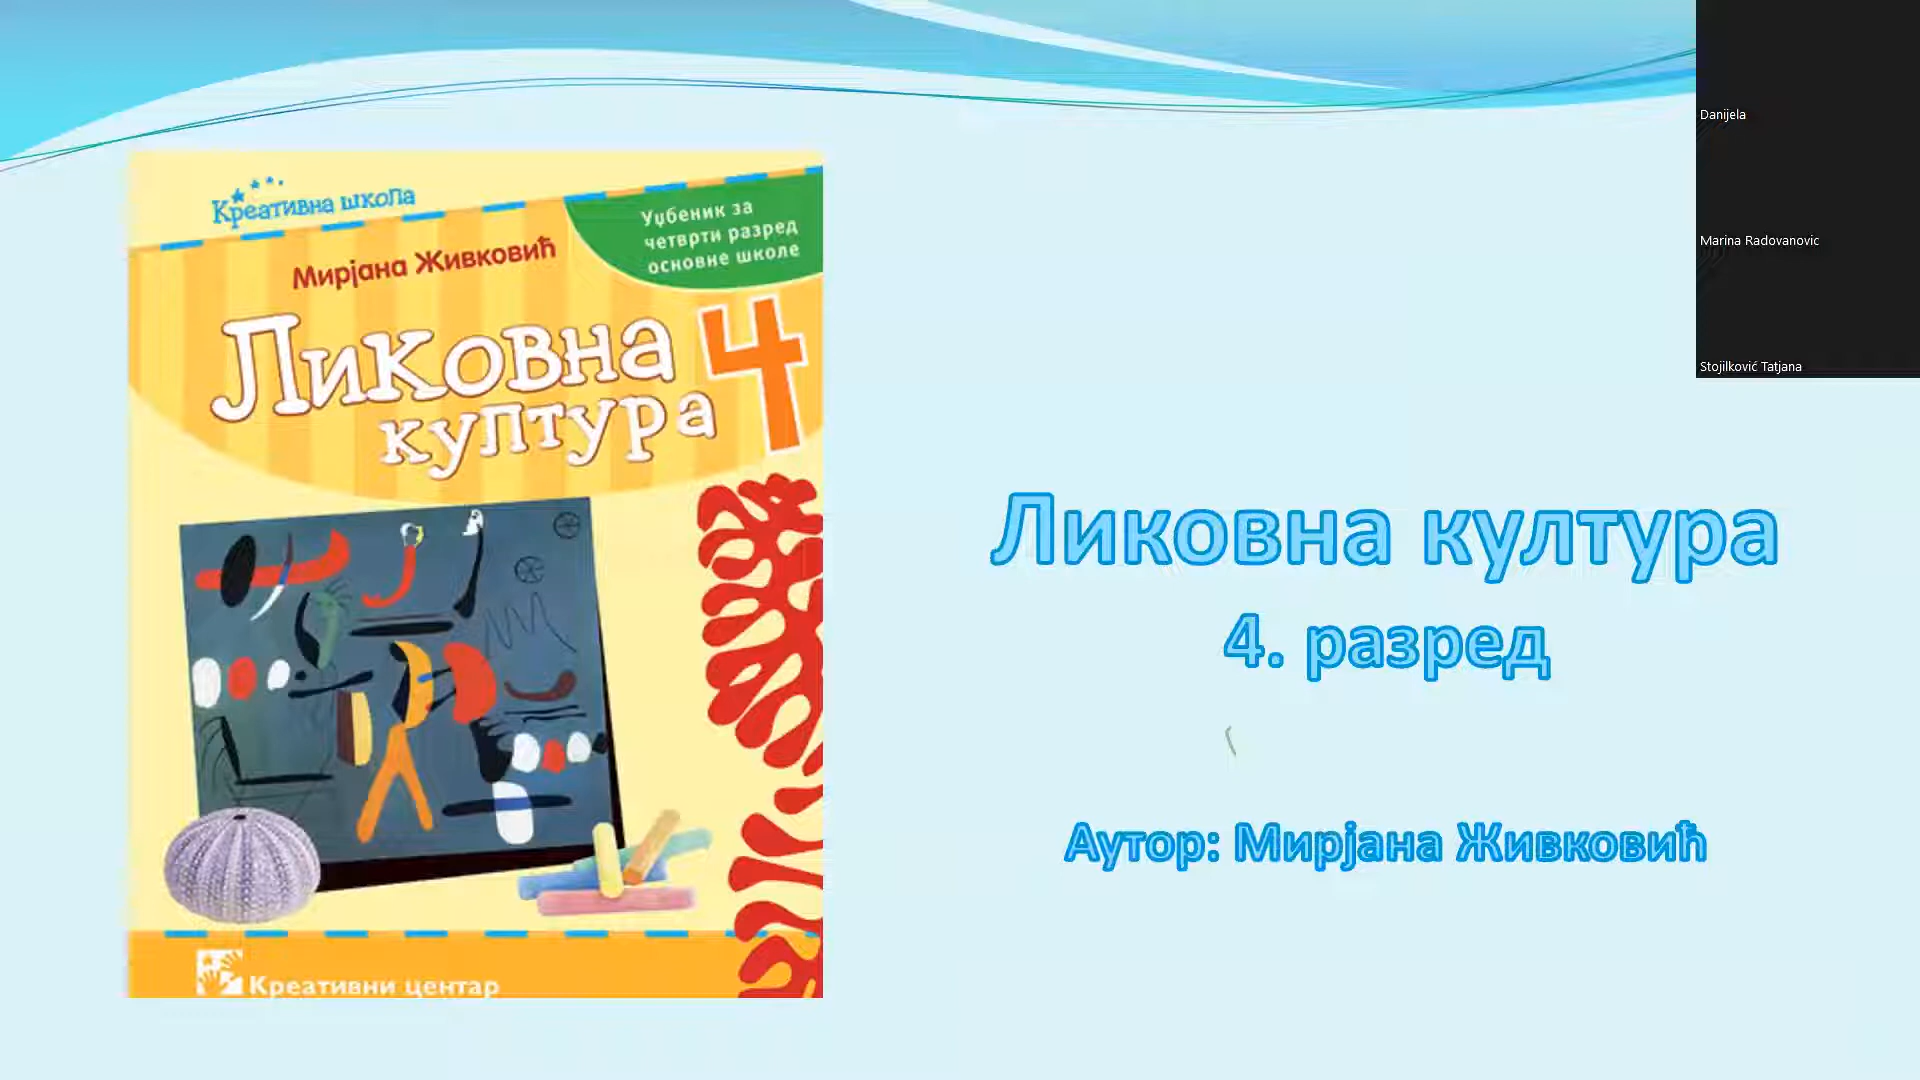 Креативна школа
Уџбеник за
четврти разред
основне школе
Мирјана Живковић
Ликовна
култура
4
Креативни центар
Ликовна култура
4. разред
Аутор: Мирјана Живковић
Danijela
Marina Radovanovic
Stojilković Tatjana